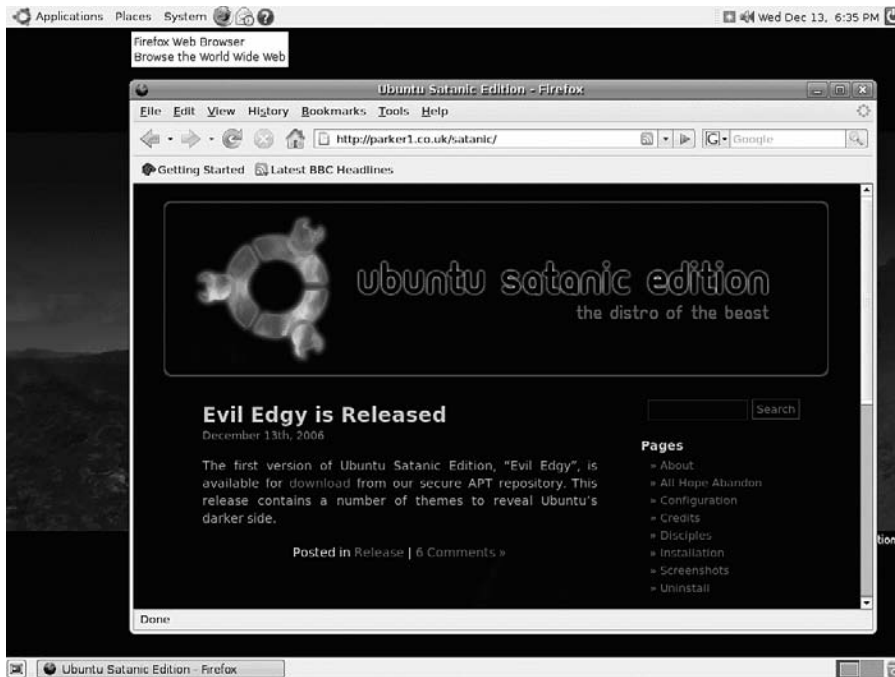 Applications Places System Wed Dec 13, 6:35 PM
Firefox Web Browser
Browse the World Wide Web
Ubuntu Satanic Edition - Firefox
File Edit View History Bookmarks Tools Help
http://parker1.co.uk/satanic/ G Google
Getting Started Latest BBC Headlines
ubuntu satanic edition
the distro of the beast
Evil Edgy is Released
December 13th, 2006
The first version of Ubuntu Satanic Edition, “Evil Edgy”, is
available for download from our secure APT repository. This
release contains a number of themes to reveal Ubuntu’s
darker side.
Posted in Release | 6 Comments »
Search
Pages
» About
» All Hope Abandon
» Configuration
» Credits
» Disciples
» Installation
» Screenshots
» Uninstall
tion
Done
Ubuntu Satanic Edition - Firefox